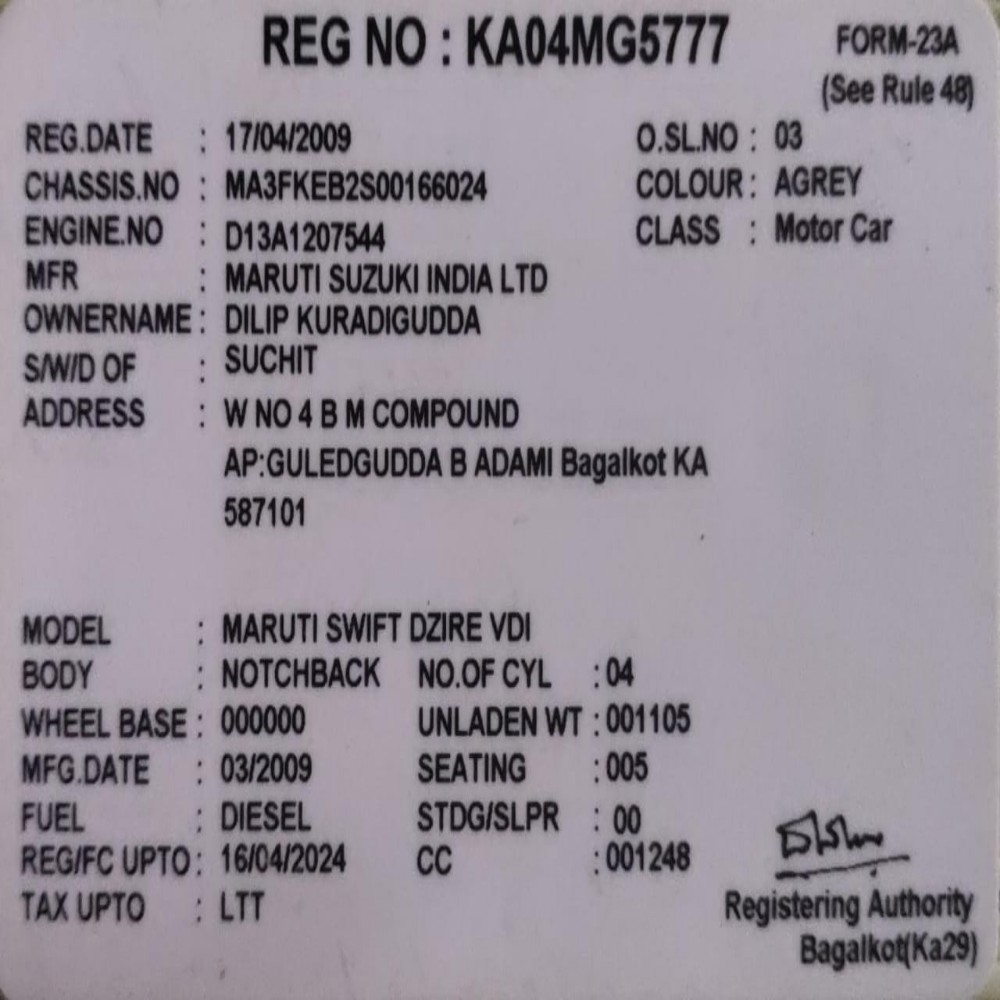 REG NO : KA04MG5777 FORM-23A
(See Rule 48)
REG.DATE : 17/04/2009 O.SL.NO : 03
CHASSIS.NO : MA3FKEB2S00166024 COLOUR : AGREY
ENGINE.NO : D13A1207544 CLASS : Motor Car
MFR : MARUTI SUZUKI INDIA LTD
OWNERNAME : DILIP KURADIGUDDA
S/W/D OF : SUCHIT
ADDRESS : W NO 4 B M COMPOUND
AP:GULEDGUDDA B ADAMI Bagalkot KA
587101
MODEL : MARUTI SWIFT DZIRE VDI
BODY : NOTCHBACK NO.OF CYL : 04
WHEEL BASE : 000000 UNLADEN WT : 001105
MFG.DATE : 03/2009 SEATING : 005
FUEL : DIESEL STDG/SLPR : 00
REG/FC UPTO : 16/04/2024 CC : 001248
TAX UPTO : LTT
Registering Authority
Bagalkot(Ka29)